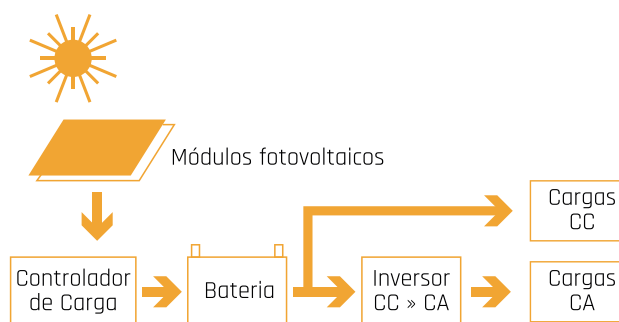 Módulos fotovoltaicos
Cargas
CC
Controlador
de Carga
Bateria
Inversor
CC » CA
Cargas
CA